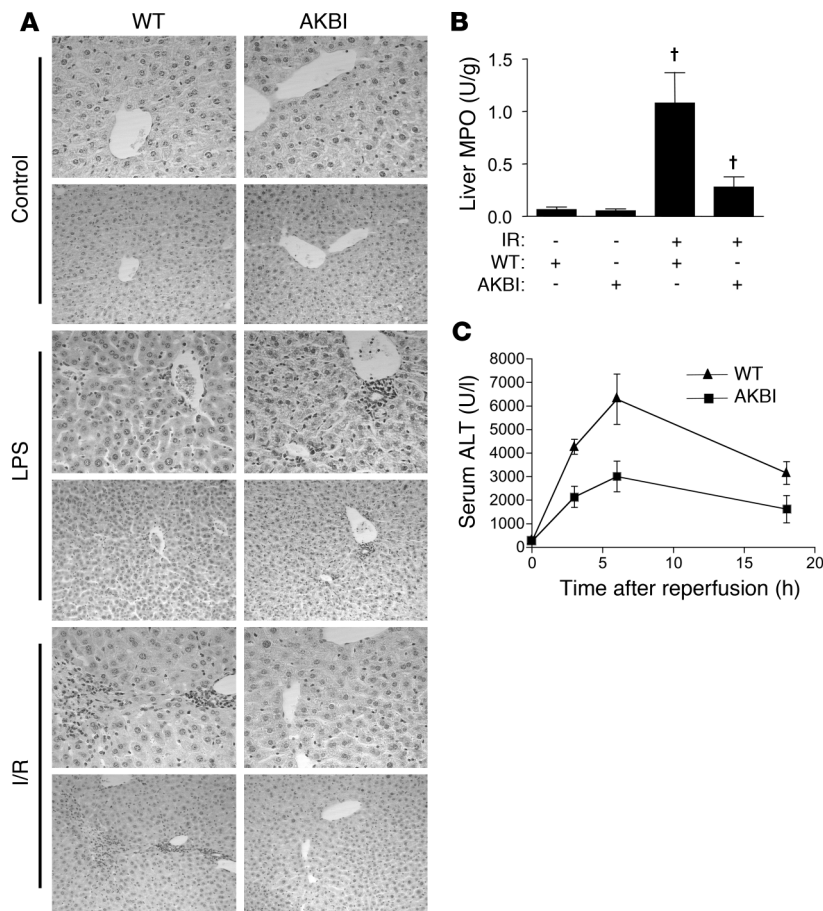 A
WT AKBI
Control
LPS
I/R
B
Liver MPO (U/g)
1.5
1.0
0.5
0.0
†
†
IR: - - + +
WT: + - + -
AKBI: - + - +
C
Serum ALT (U/l)
8000
7000
6000
5000
4000
3000
2000
1000
0
WT
AKBI
0 5 10 15 20
Time after reperfusion (h)